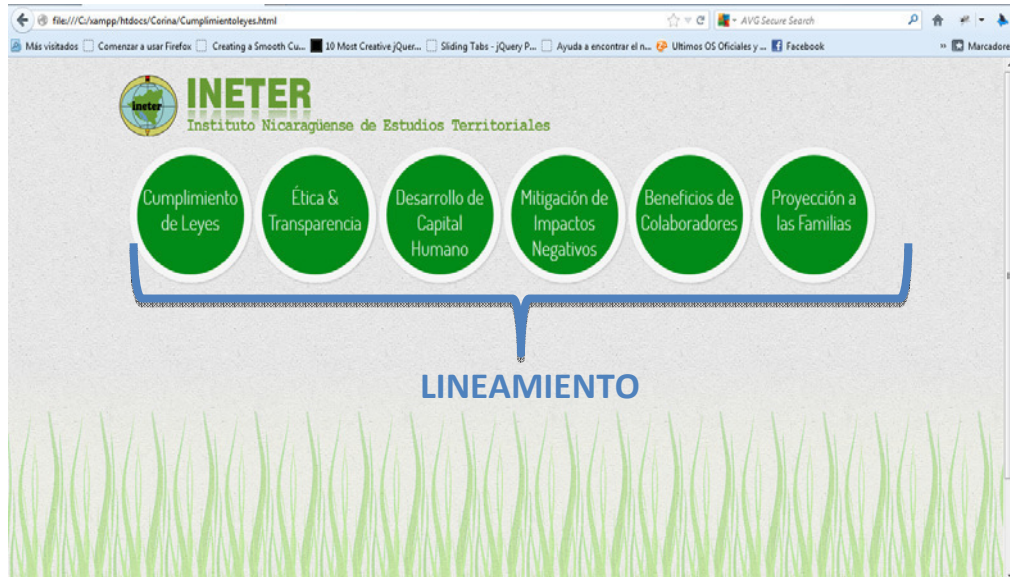 file:///C:/xampp/htdocs/Corina/Cumplimientoleyes.html
AVG Secure Search
Más visitados Comenzar a usar Firefox Creating a Smooth Cu... 10 Most Creative jQuer... Sliding Tabs - jQuery P... Ayuda a encontrar el n... Ultimos OS Oficiales y ... Facebook » Marcadores
ineter
INETER
Instituto Nicaragüense de Estudios Territoriales
Cumplimiento
de Leyes
Ética &
Transparencia
Desarrollo de
Capital
Humano
Mitigación de
Impactos
Negativos
Beneficios de
Colaboradores
Proyección a
las Familias
LINEAMIENTO